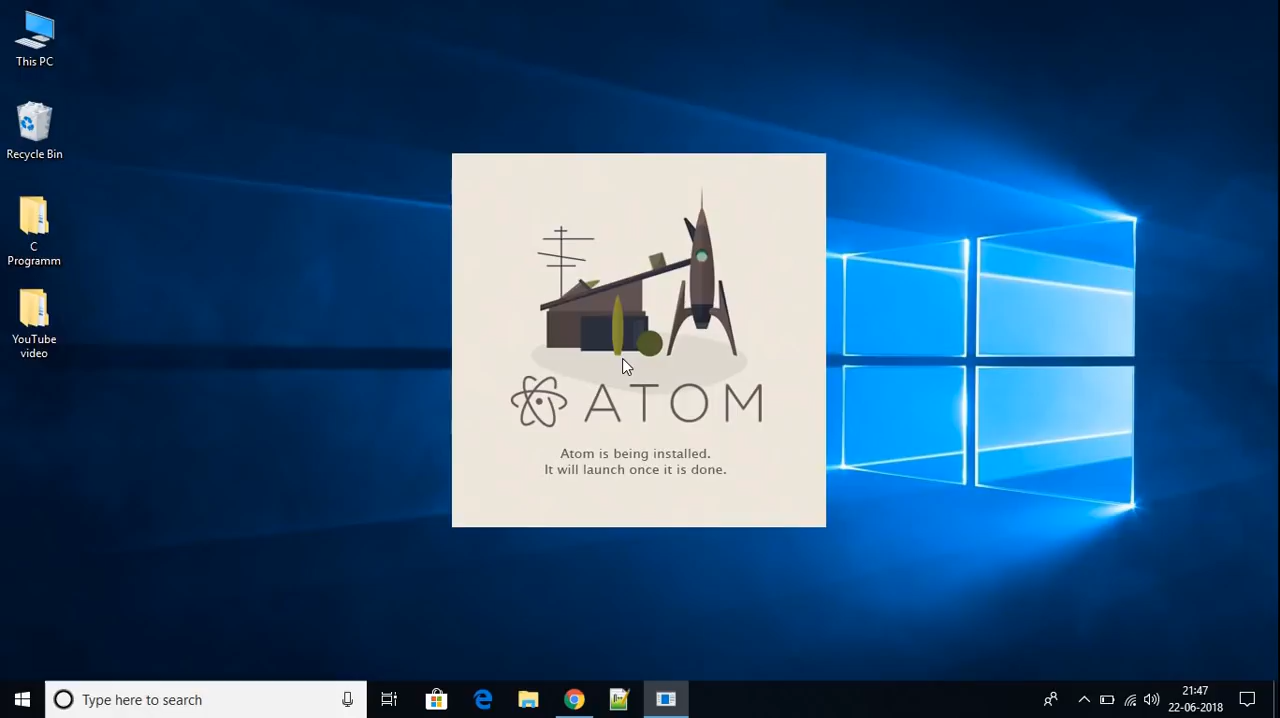 This PC
Recycle Bin
C
Programm
YouTube
video
ATOM
Atom is being installed.
It will launch once it is done.
Type here to search
21:47
22-06-2018